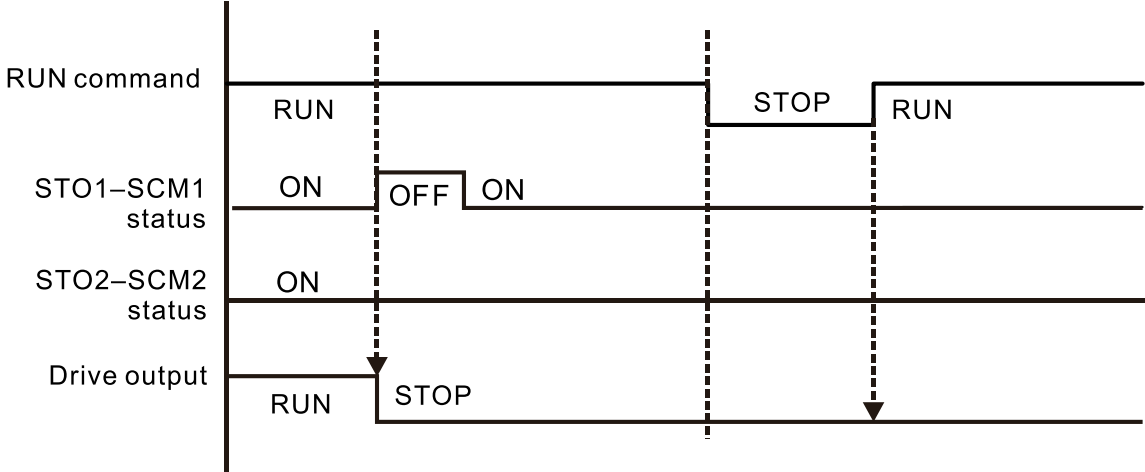 RUN command
RUN
STOP
RUN
STO1–SCM1
status
ON
OFF
ON
STO2–SCM2
status
ON
Drive output
RUN
STOP